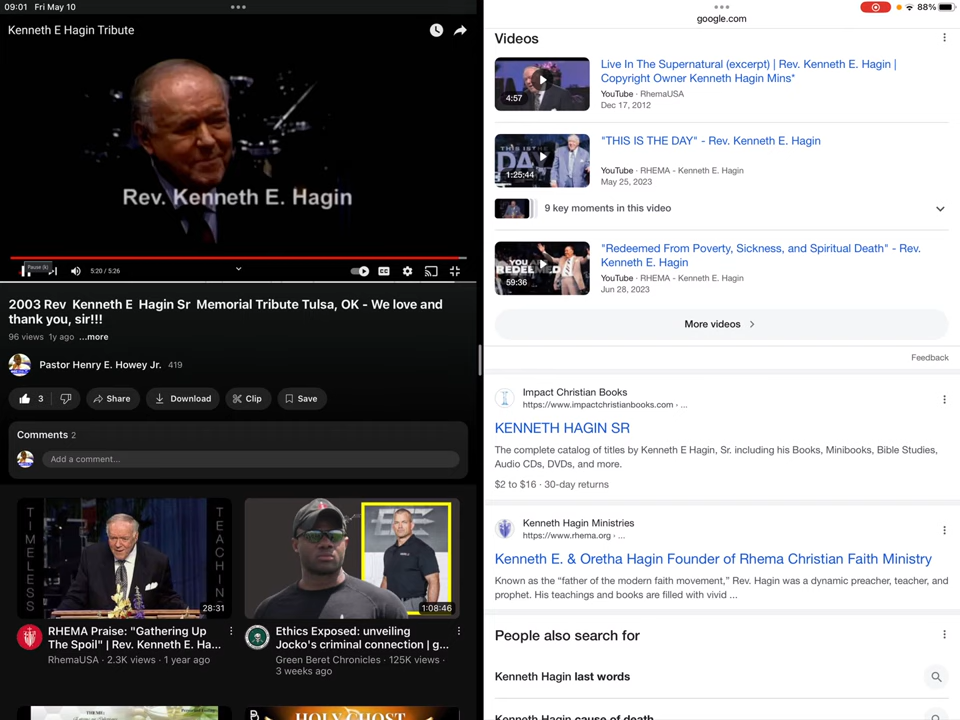 09:01 Fri May 10
Kenneth E Hagin Tribute
Rev. Kenneth E. Hagin
Pause (k)
5:20 / 5:26
CC
2003 Rev Kenneth E Hagin Sr Memorial Tribute Tulsa, OK - We love and
thank you, sir!!!
96 views 1y ago ...more
Pastor Henry E. Howey Jr. 419
3 Share Download Clip Save
Comments 2
Add a comment...
TIMELESS
TEACHING
28:31
1:08:46
RHEMA Praise: "Gathering Up
The Spoil" | Rev. Kenneth E. Ha...
RhemaUSA · 2.3K views · 1 year ago
Ethics Exposed: unveiling
Jocko's criminal connection | g...
Green Beret Chronicles · 125K views ·
3 weeks ago
HOLY GHOST
88%
google.com
Videos
4:57
Live In The Supernatural (excerpt) | Rev. Kenneth E. Hagin |
Copyright Owner Kenneth Hagin Mins*
YouTube · RhemaUSA
Dec 17, 2012
THIS IS THE
DAY
1:25:44
"THIS IS THE DAY" - Rev. Kenneth E. Hagin
YouTube · RHEMA - Kenneth E. Hagin
May 25, 2023
9 key moments in this video
YOU
REDEEMED
59:36
"Redeemed From Poverty, Sickness, and Spiritual Death" - Rev.
Kenneth E. Hagin
YouTube · RHEMA - Kenneth E. Hagin
Jun 28, 2023
More videos
Feedback
Impact Christian Books
https://www.impactchristianbooks.com › ...
KENNETH HAGIN SR
The complete catalog of titles by Kenneth E Hagin, Sr. including his Books, Minibooks, Bible Studies,
Audio CDs, DVDs, and more.
$2 to $16 · 30-day returns
Kenneth Hagin Ministries
https://www.rhema.org › ...
Kenneth E. & Oretha Hagin Founder of Rhema Christian Faith Ministry
Known as the “father of the modern faith movement,” Rev. Hagin was a dynamic preacher, teacher, and
prophet. His teachings and books are filled with vivid ...
People also search for
Kenneth Hagin last words
Kenneth Hagin cause of death